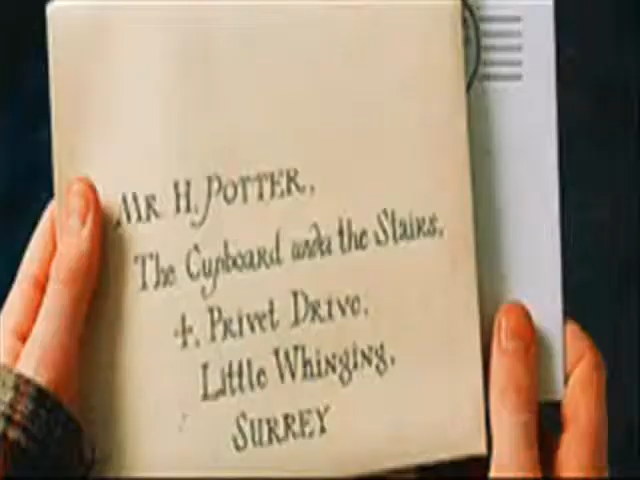 Mr H. Potter,
The Cupboard under the Stairs,
4, Privet Drive,
Little Whinging,
SURREY